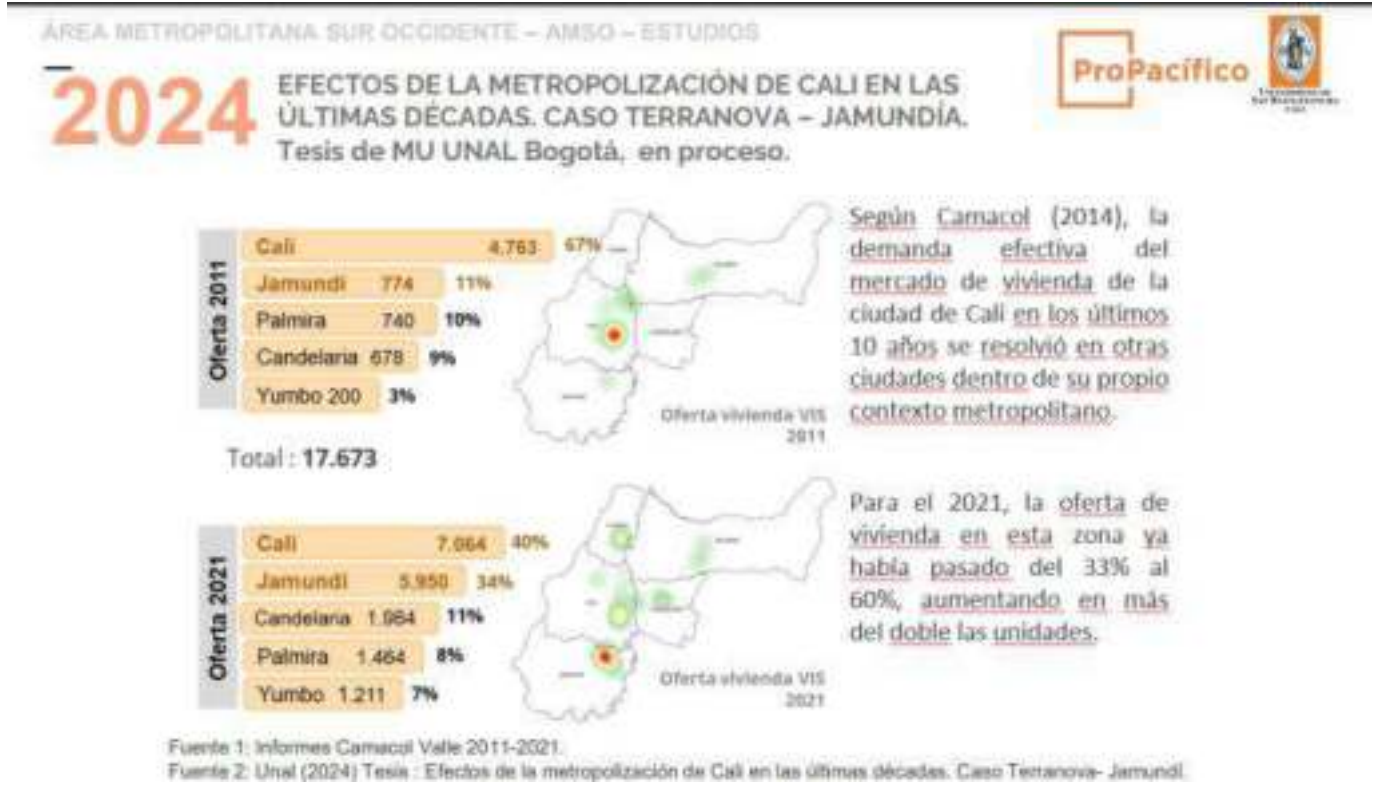 ÁREA METROPOLITANA SUR OCCIDENTE – AMSO – ESTUDIOS
2024
EFECTOS DE LA METROPOLIZACIÓN DE CALI EN LAS
ÚLTIMAS DÉCADAS. CASO TERRANOVA – JAMUNDÍA.
Tesis de MU UNAL Bogotá, en proceso.
ProPacífico
Oferta 2011
Cali 4.763 67%
Jamundí 774 11%
Palmira 740 10%
Candelaria 678 9%
Yumbo 200 3%
Oferta vivienda VIS
2011
Según Camacol (2014), la
demanda efectiva del
mercado de vivienda de la
ciudad de Cali en los últimos
10 años se resolvió en otras
ciudades dentro de su propio
contexto metropolitano.
Total : 17.673
Oferta 2021
Cali 7.064 40%
Jamundí 5.950 34%
Candelaria 1.984 11%
Palmira 1.464 8%
Yumbo 1.211 7%
Oferta vivienda VIS
2021
Para el 2021, la oferta de
vivienda en esta zona ya
había pasado del 33% al
60%, aumentando en más
del doble las unidades.
Fuente 1: Informes Camacol Valle 2011-2021.
Fuente 2: Unal (2024) Tesis : Efectos de la metropolización de Cali en las últimas décadas. Caso Terranova- Jamundí.